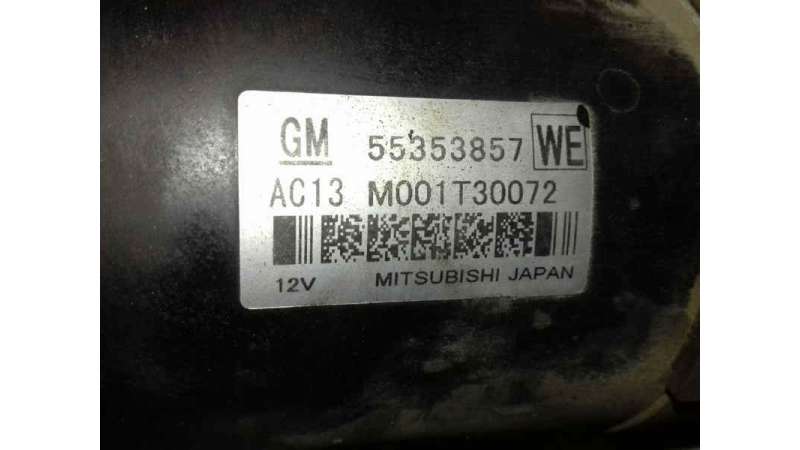 GM 55353857 WE
AC13 M001T30072
12V MITSUBISHI JAPAN